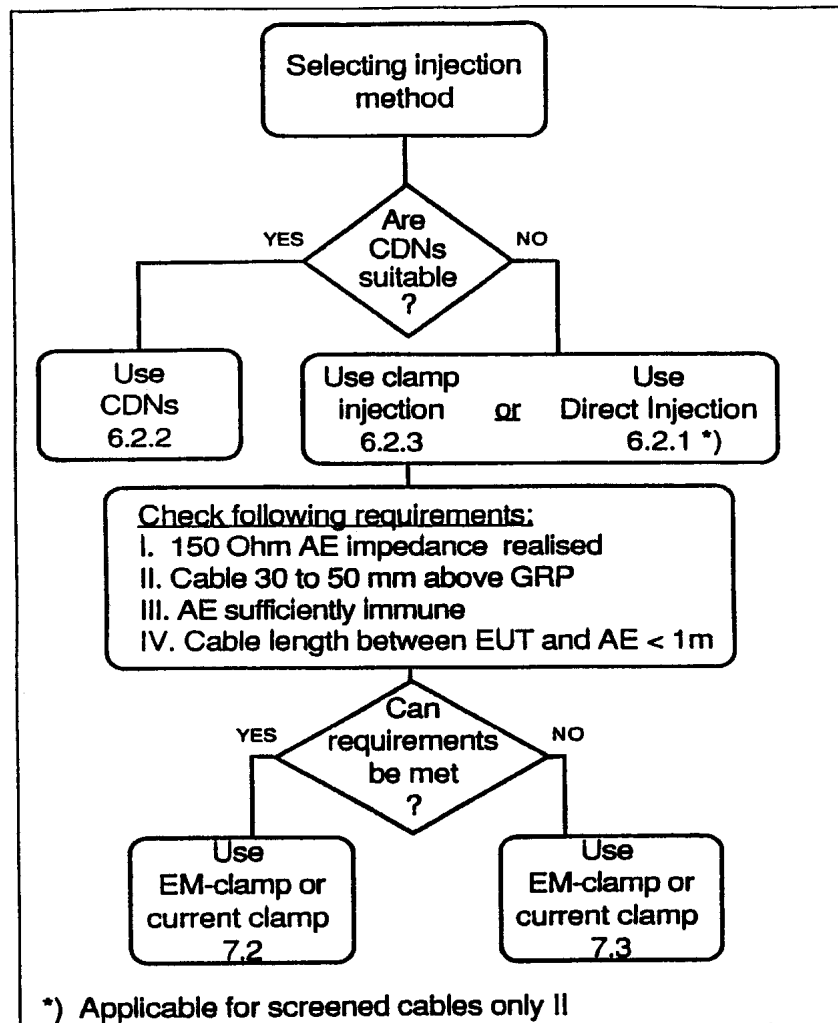 Selecting injection
method
Are
CDNs
suitable
?
YES
NO
Use
CDNs
6.2.2
Use clamp
injection
6.2.3
or
Use
Direct Injection
6.2.1 *)
Check following requirements:
I. 150 Ohm AE impedance realised
II. Cable 30 to 50 mm above GRP
III. AE sufficiently immune
IV. Cable length between EUT and AE < 1m
Can
requirements
be met
?
YES
NO
Use
EM-clamp or
current clamp
7.2
Use
EM-clamp or
current clamp
7.3
*) Applicable for screened cables only !!